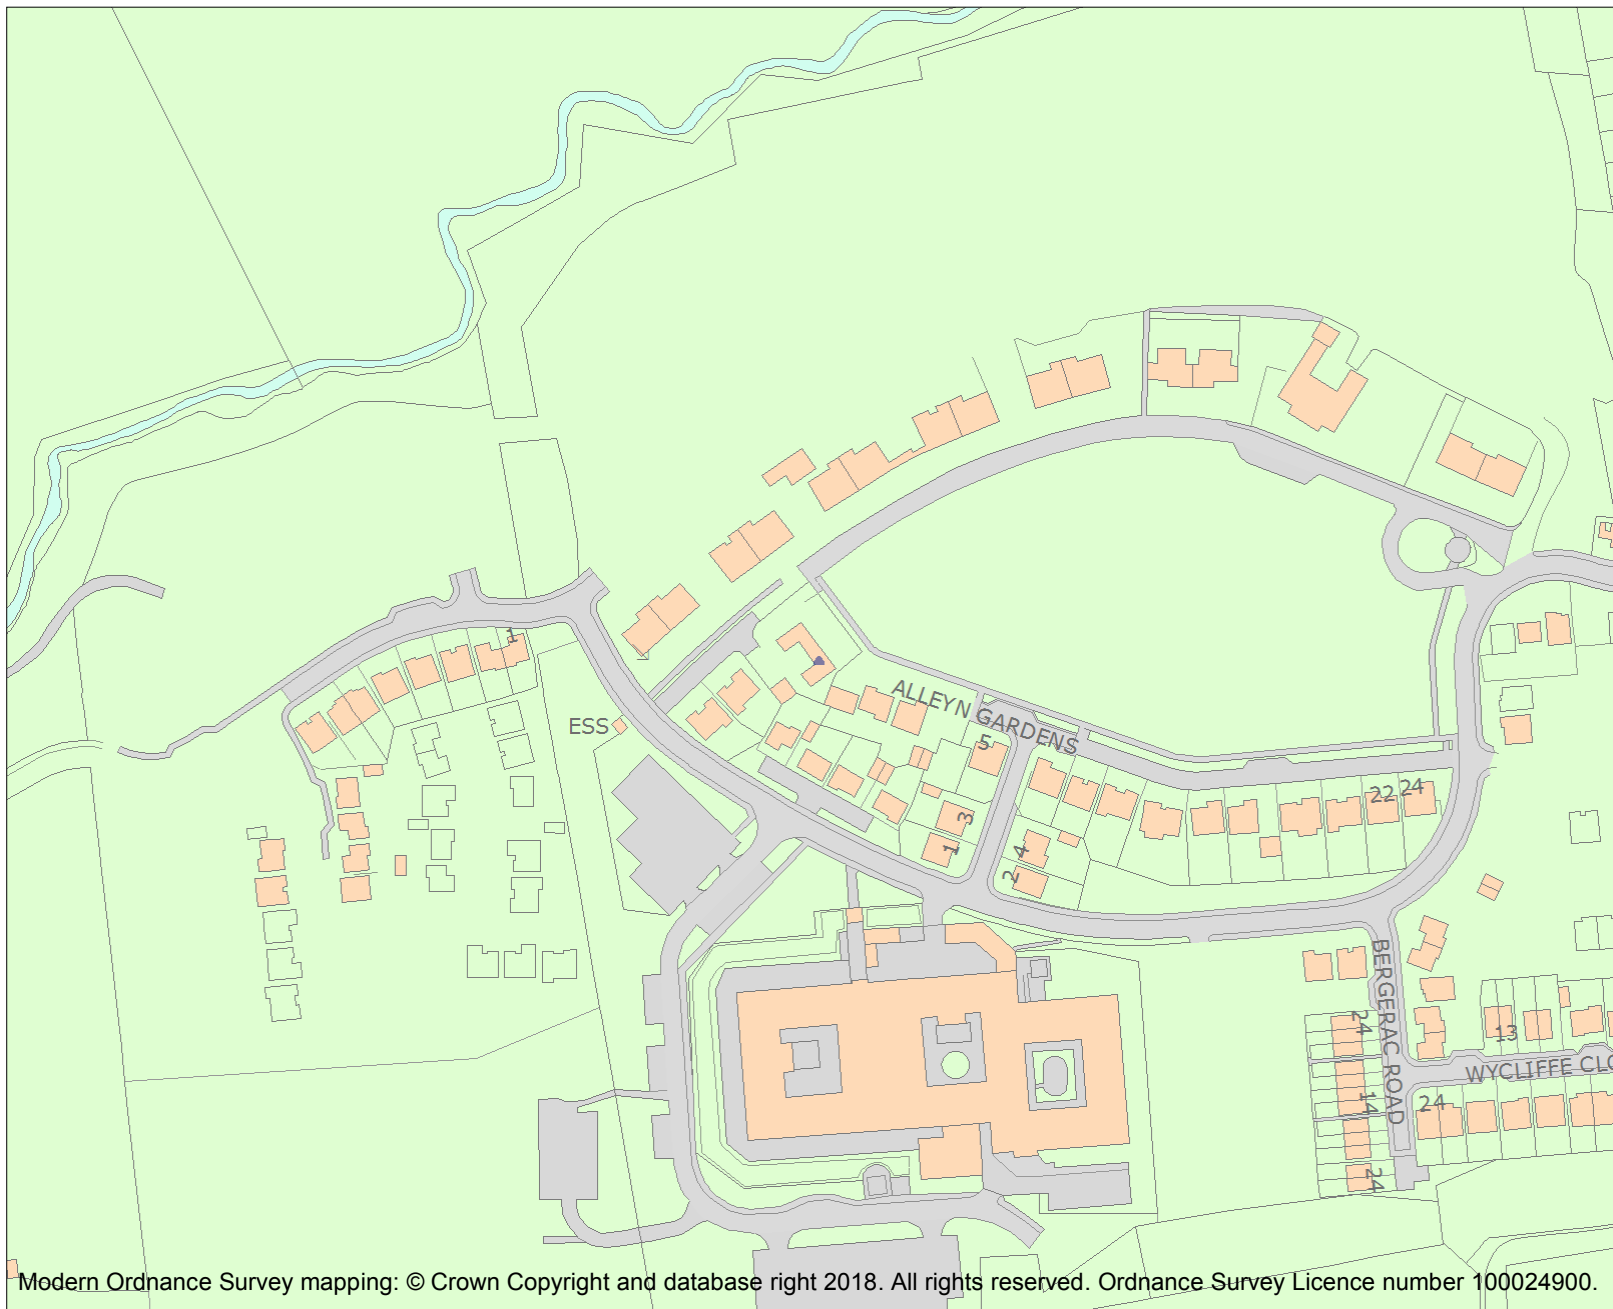 1
ESS
ALLEYN GARDENS
5
3
1
4
2
22
24
BERGERAC ROAD
24
14
24
13
WYCLIFFE CLO
24
Modern Ordnance Survey mapping: © Crown Copyright and database right 2018. All rights reserved. Ordnance Survey Licence number 100024900.